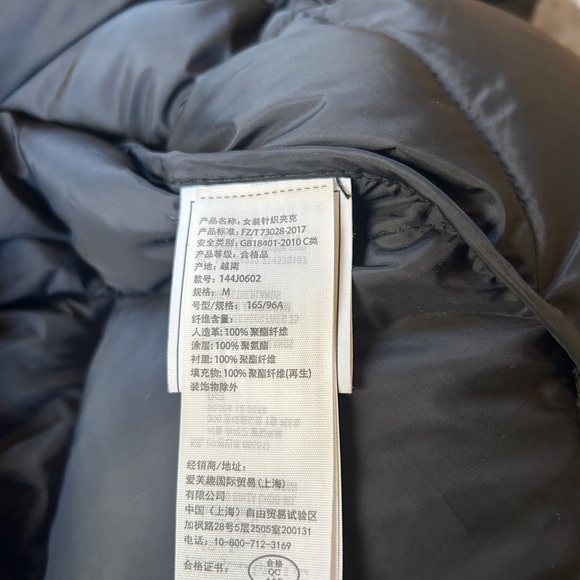 产品名称: 女装针织夹克
产品标准: FZ/T 73028-2017
安全类别: GB18401-2010 C类
产品等级: 合格品
产地: 越南
款号: 144J0602
规格: M
号型/规格: 165/96A
纤维含量:
人造革: 100% 聚酯纤维
涂层: 100% 聚氨酯
衬里: 100% 聚酯纤维
填充物: 100% 聚酯纤维(再生)
装饰物除外
经销商/地址:
爱芙趣国际贸易(上海)
有限公司
中国(上海)自由贸易试验区
加枫路28号5层2505室200131
电话: 10-800-712-3169
合格证书:
合格
QC